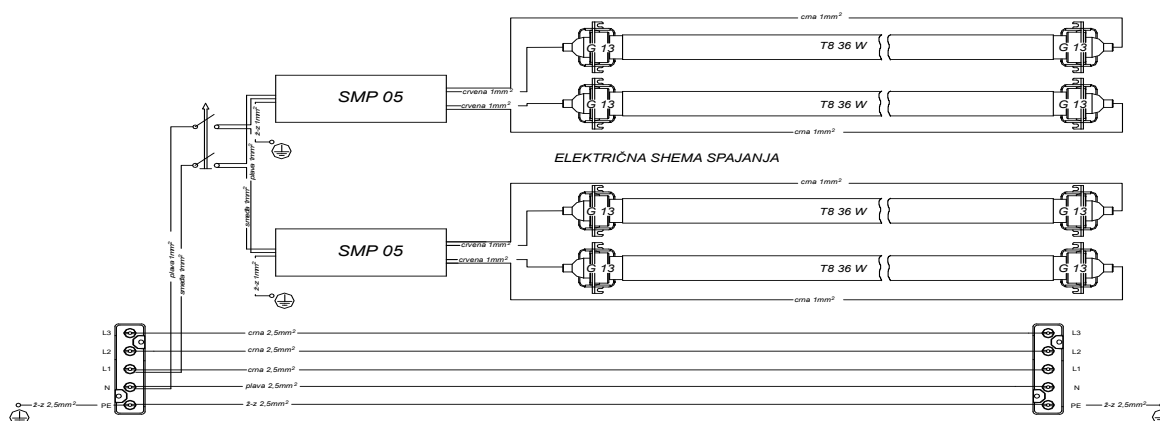 crna 1mm²
G 13
T8 36 W
G 13
crvena 1mm²
SMP 05
crvena 1mm²
G 13
T8 36 W
G 13
crna 1mm²
ž-z 1mm²
plava 1mm²
ELEKTRIČNA SHEMA SPAJANJA
crna 1mm²
G 13
T8 36 W
G 13
smeđa 1mm²
crvena 1mm²
SMP 05
crvena 1mm²
G 13
T8 36 W
G 13
crna 1mm²
ž-z 1mm²
plava 1mm²
smeđa 1mm²
L3 crna 2,5mm² L3
L2 crna 2,5mm² L2
L1 crna 2,5mm² L1
N plava 2,5mm² N
ž-z 2,5mm² PE ž-z 2,5mm² PE ž-z 2,5mm²